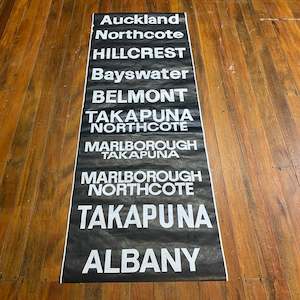 Auckland
Northcote
HILLCREST
Bayswater
BELMONT
TAKAPUNA
NORTHCOTE
MARLBOROUGH
TAKAPUNA
MARLBOROUGH
NORTHCOTE
TAKAPUNA
ALBANY